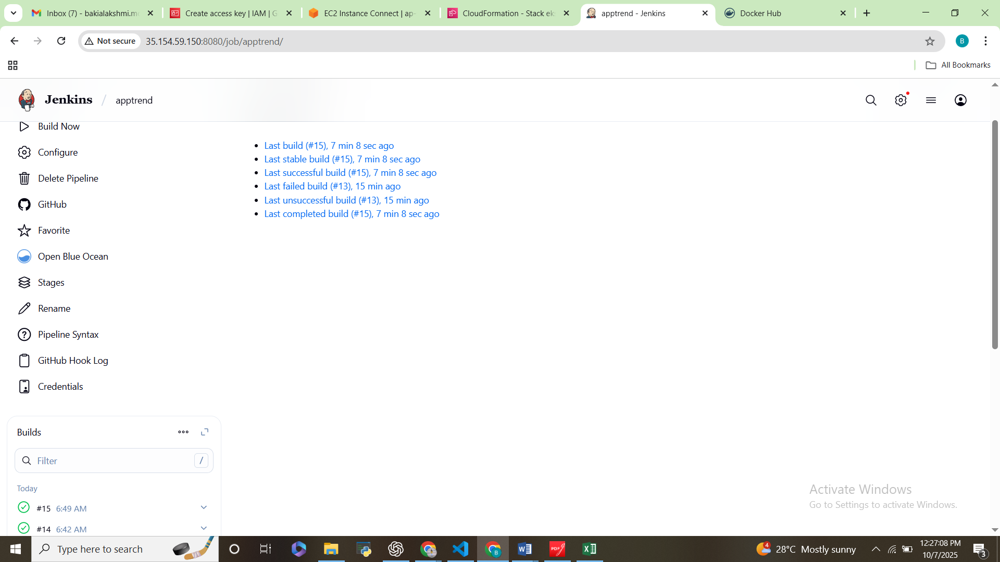 Inbox (7) - bakialakshmi.m
Create access key | IAM | G
EC2 Instance Connect | ap-
CloudFormation - Stack ek
apptrend - Jenkins
Docker Hub
Not secure
35.154.59.150:8080/job/apptrend/
B
All Bookmarks
Jenkins / apptrend
Build Now
Configure
Delete Pipeline
GitHub
Favorite
Open Blue Ocean
Stages
Rename
Pipeline Syntax
GitHub Hook Log
Credentials
Last build (#15), 7 min 8 sec ago
Last stable build (#15), 7 min 8 sec ago
Last successful build (#15), 7 min 8 sec ago
Last failed build (#13), 15 min ago
Last unsuccessful build (#13), 15 min ago
Last completed build (#15), 7 min 8 sec ago
Builds
Filter /
Today
#15 6:49 AM
#14 6:42 AM
Activate Windows
Go to Settings to activate Windows.
Type here to search
PDF
B
4
28°C Mostly sunny
12:27:08 PM
10/7/2025
3